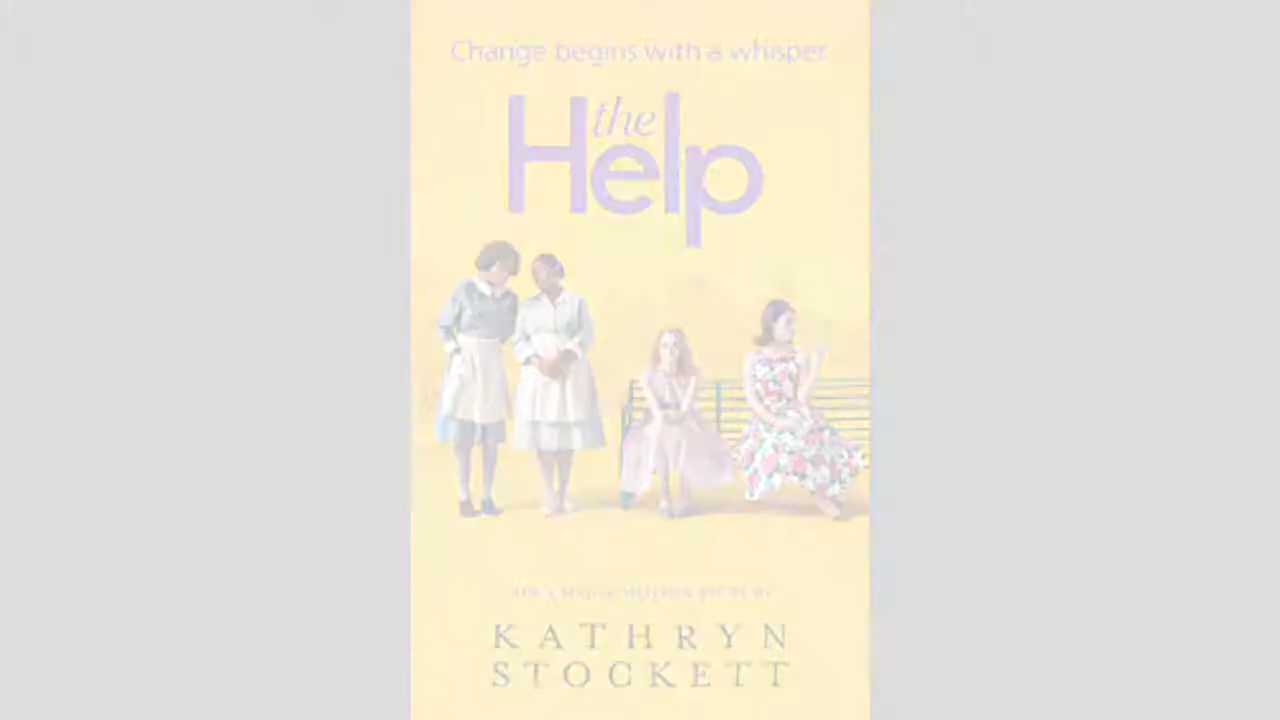 Change begins with a whisper
the
Help
KATHRYN
STOCKETT